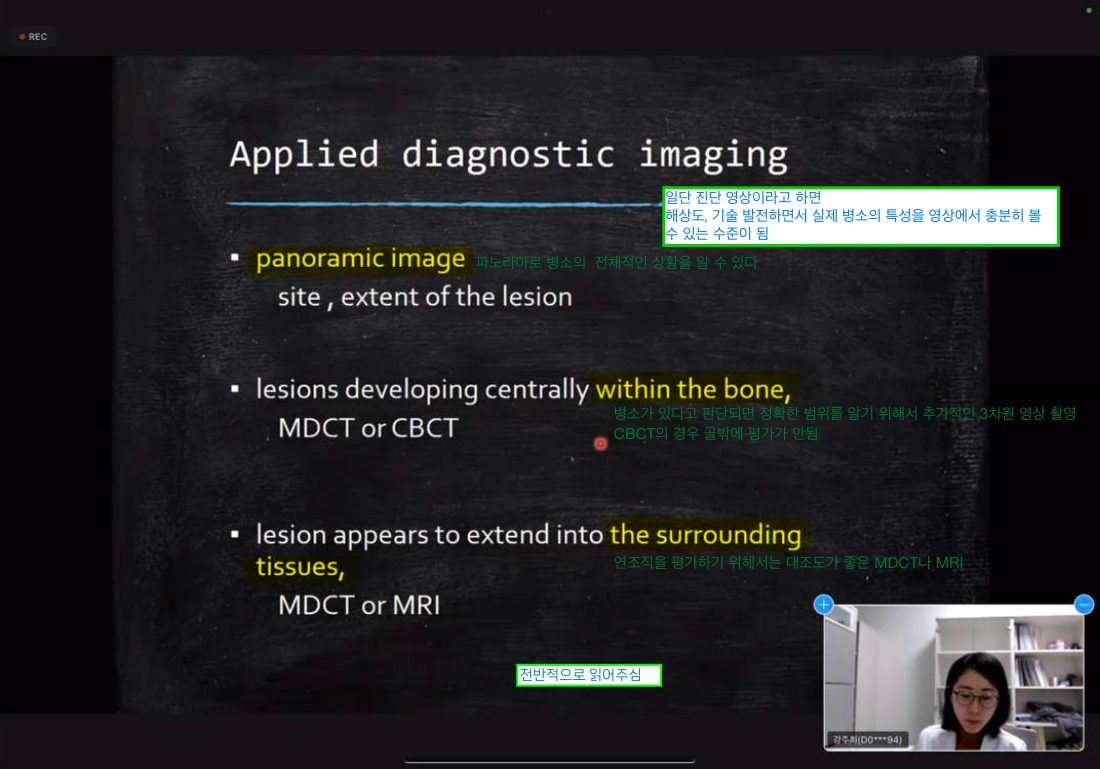 REC
Applied diagnostic imaging
일단 진단 영상이라고 하면
해상도, 기술 발전하면서 실제 병소의 특성을 영상에서 충분히 볼
수 있는 수준이 됨
▪ panoramic image 파노라마로 병소의 전체적인 상황을 알 수 있다
site , extent of the lesion
▪ lesions developing centrally within the bone,
병소가 있다고 판단되면 정확한 범위를 알기 위해서 추가적인 3차원 영상 촬영
MDCT or CBCT
CBCT의 경우 골밖에 평가가 안됨
▪ lesion appears to extend into the surrounding
tissues,
연조직을 평가하기 위해서는 대조도가 좋은 MDCT나 MRI
MDCT or MRI
전반적으로 읽어주심
강주희(D0***94)